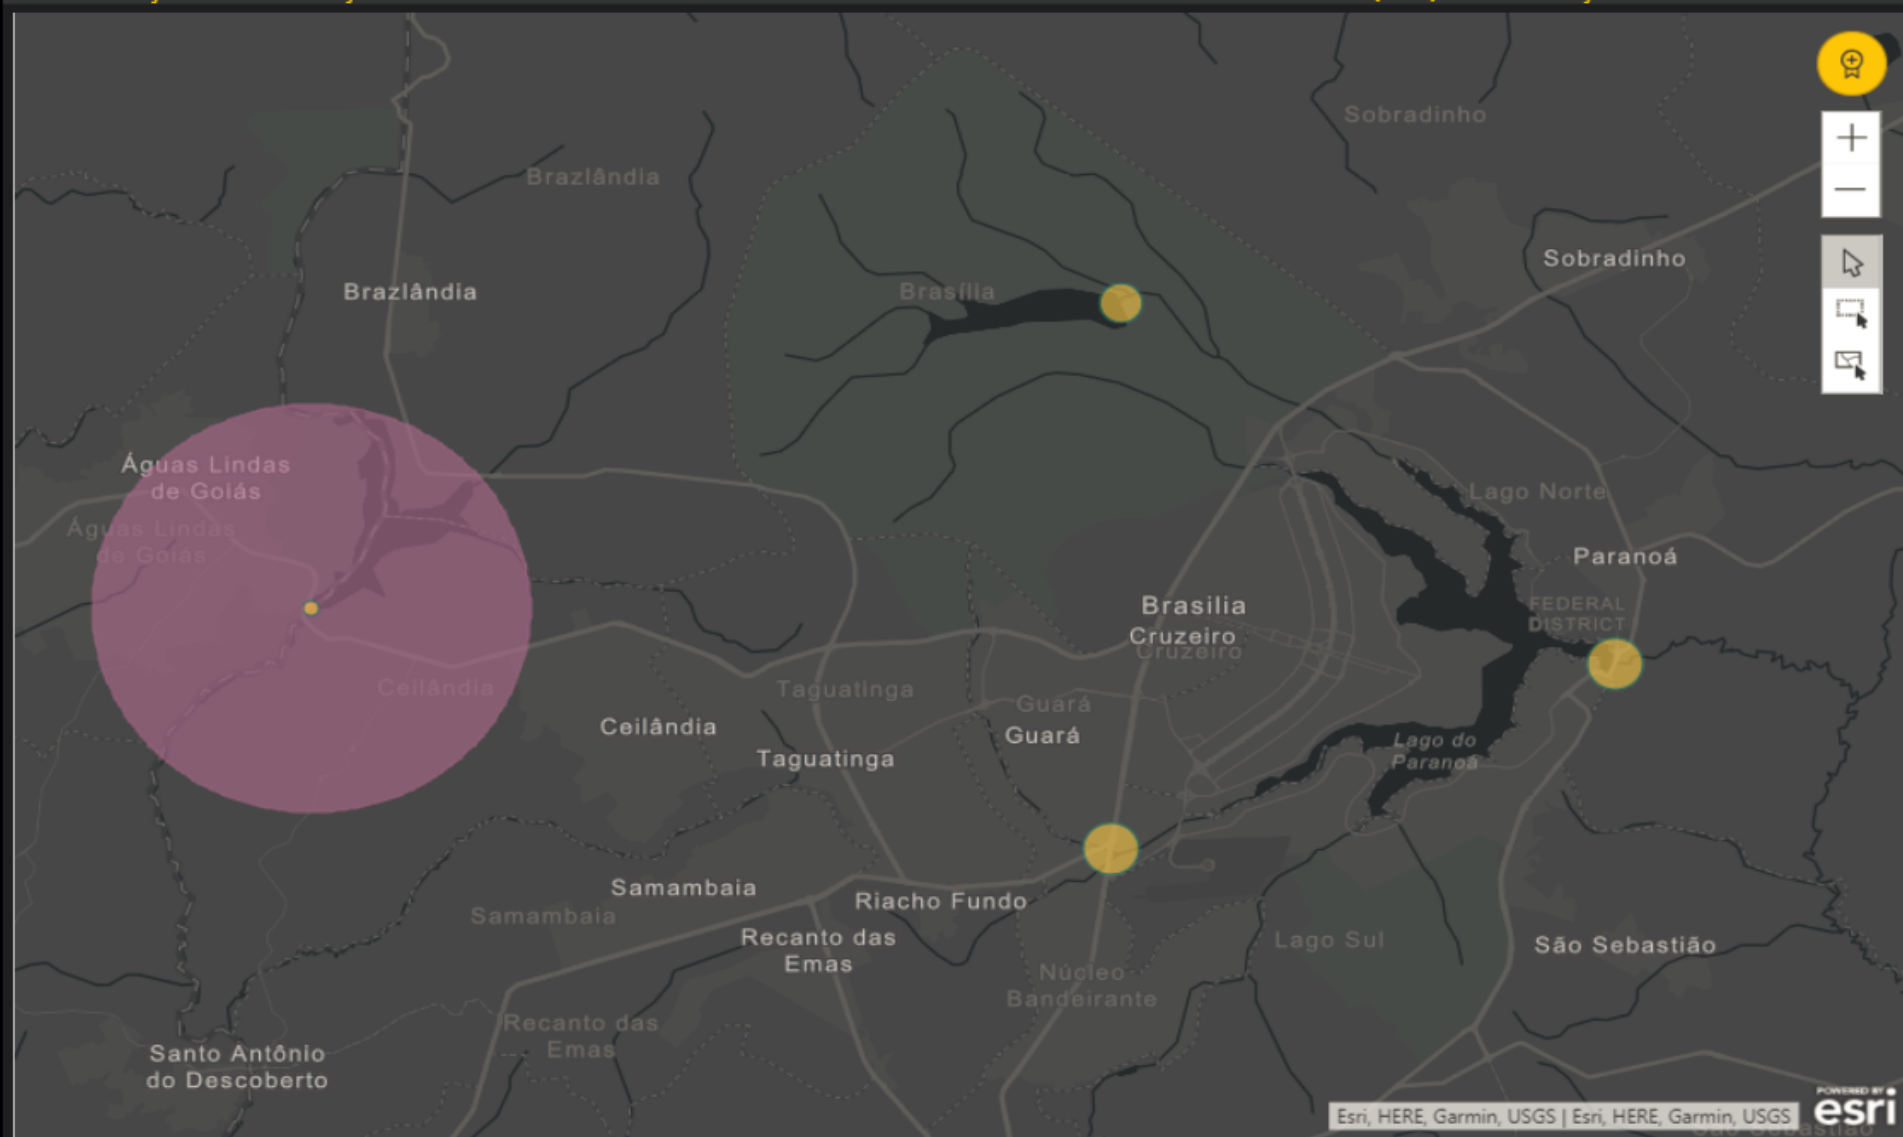 Sobradinho
Brazlândia
Sobradinho
Brazlândia
Brasília
Águas Lindas
de Goiás
Lago Norte
Águas Lindas
de Goiás
Paranoá
Brasilia
FEDERAL
DISTRICT
Cruzeiro
Cruzeiro
Ceilândia
Taguatinga
Guará
Ceilândia
Guará
Taguatinga
Lago do
Paranoá
Samambaia
Riacho Fundo
Samambaia
Recanto das
Emas
Lago Sul
São Sebastião
Núcleo
Bandeirante
Recanto das
Emas
Santo Antônio
do Descoberto
POWERED BY
esri
Esri, HERE, Garmin, USGS | Esri, HERE, Garmin, USGS